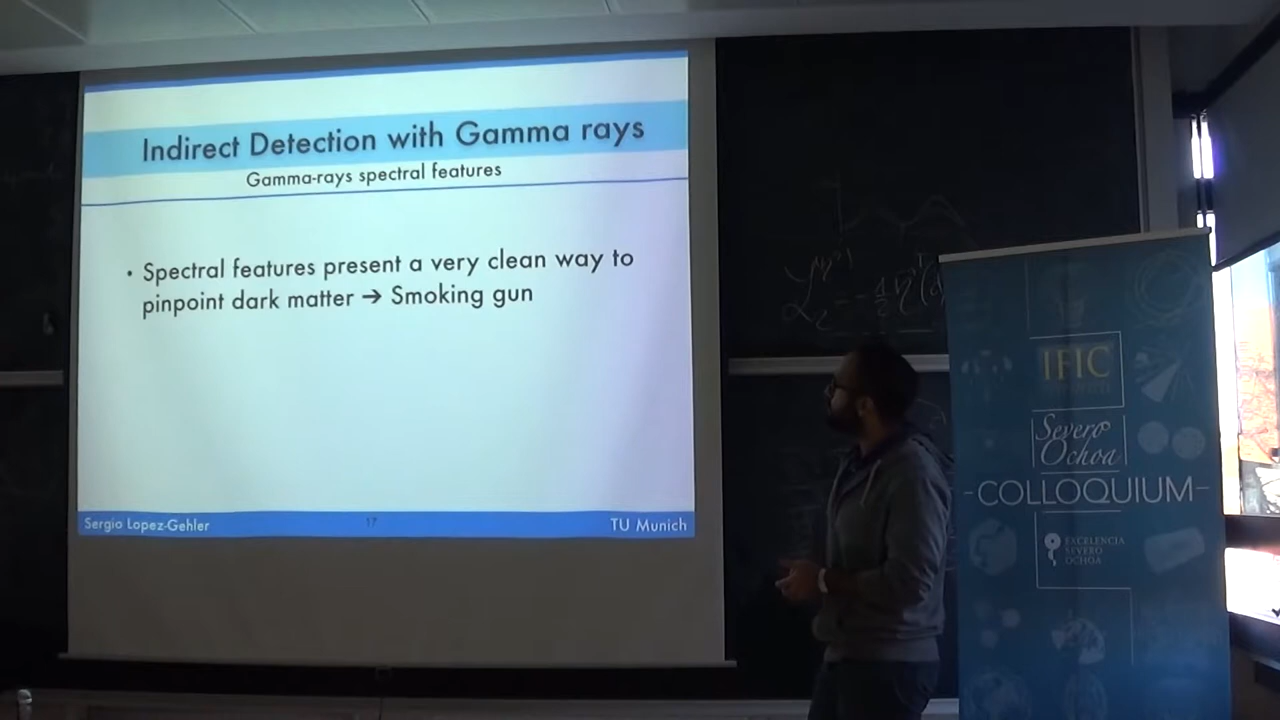 Indirect Detection with Gamma rays
Gamma-rays spectral features
• Spectral features present a very clean way to
pinpoint dark matter ➔ Smoking gun
Sergio Lopez-Gehler
17
TU Munich
IFIC
Severo
Ochoa
-COLLOQUIUM-
EXCELENCIA
SEVERO
OCHOA